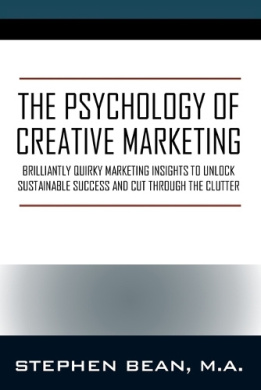 THE PSYCHOLOGY OF
CREATIVE MARKETING
BRILLIANTLY QUIRKY MARKETING INSIGHTS TO UNLOCK
SUSTAINABLE SUCCESS AND CUT THROUGH THE CLUTTER
STEPHEN BEAN, M.A.